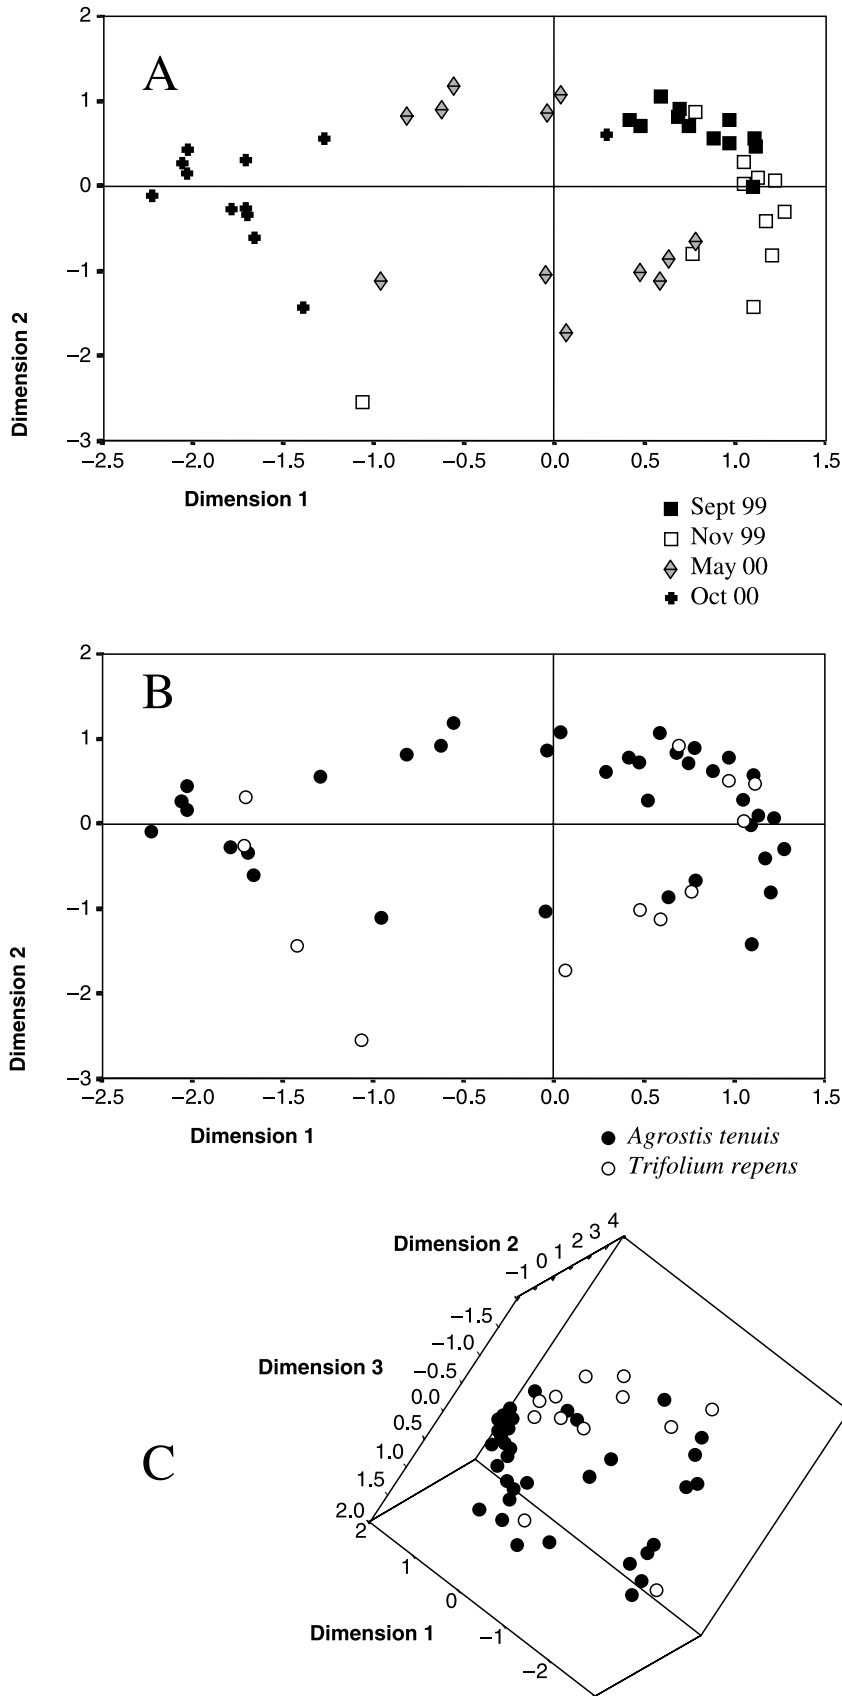 A
2
1
0
−1
−2
−3
Dimension 2
−2.5 −2.0 −1.5 −1.0 −0.5 0.0 0.5 1.0 1.5
Dimension 1
Sept 99
Nov 99
May 00
Oct 00
B
2
1
0
−1
−2
−3
Dimension 2
−2.5 −2.0 −1.5 −1.0 −0.5 0.0 0.5 1.0 1.5
Dimension 1
Agrostis tenuis
Trifolium repens
C
Dimension 2
−1 0 1 2 3 4
Dimension 3
−1.5
−1.0
−0.5
0.0
0.5
1.0
1.5
2.0
2
1
0
−1
−2
Dimension 1